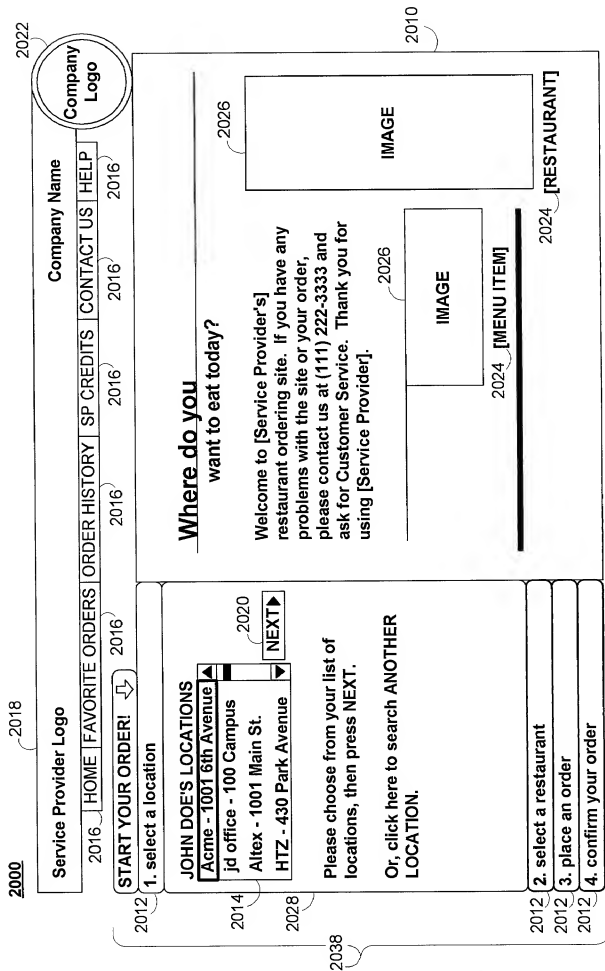 2000
2018
2022
Service Provider Logo
Company Name
Company
Logo
2016
HOME
FAVORITE ORDERS
ORDER HISTORY
SP CREDITS
CONTACT US
HELP
2016
2016
2016
2016
2016
START YOUR ORDER!
2012
1. select a location
JOHN DOE'S LOCATIONS
Acme - 1001 6th Avenue
jd office - 100 Campus
Altex - 1001 Main St.
HTZ - 430 Park Avenue
2020
NEXT
2014
2028
Please choose from your list of
locations, then press NEXT.
Or, click here to search ANOTHER
LOCATION.
2012
2. select a restaurant
2012
3. place an order
2012
4. confirm your order
2038
Where do you
want to eat today?
Welcome to [Service Provider's]
restaurant ordering site. If you have any
problems with the site or your order,
please contact us at (111) 222-3333 and
ask for Customer Service. Thank you for
using [Service Provider].
2026
IMAGE
2026
IMAGE
2024
[MENU ITEM]
2024
[RESTAURANT]
2010